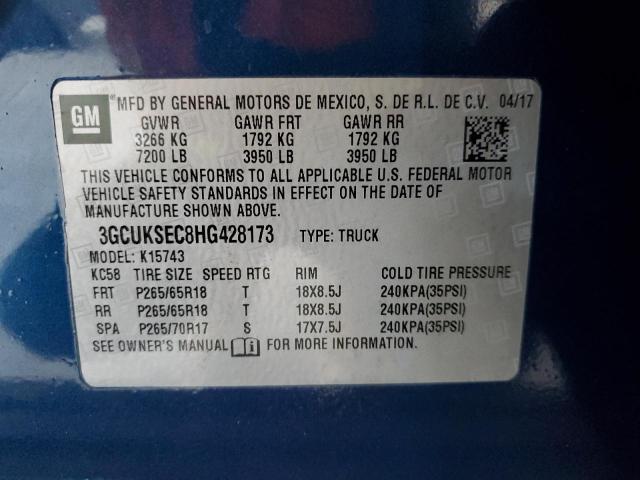 GM
® MFD BY GENERAL MOTORS DE MEXICO, S. DE R.L. DE C.V. 04/17
GVWR GAWR FRT GAWR RR
3266 KG 1792 KG 1792 KG
7200 LB 3950 LB 3950 LB
THIS VEHICLE CONFORMS TO ALL APPLICABLE U.S. FEDERAL MOTOR
VEHICLE SAFETY STANDARDS IN EFFECT ON THE DATE OF
MANUFACTURE SHOWN ABOVE.
3GCUKSEC8HG428173 TYPE: TRUCK
MODEL: K15743
KC58 TIRE SIZE SPEED RTG RIM COLD TIRE PRESSURE
FRT P265/65R18 T 18X8.5J 240KPA(35PSI)
RR P265/65R18 T 18X8.5J 240KPA(35PSI)
SPA P265/70R17 S 17X7.5J 240KPA(35PSI)
SEE OWNER'S MANUAL i FOR MORE INFORMATION.